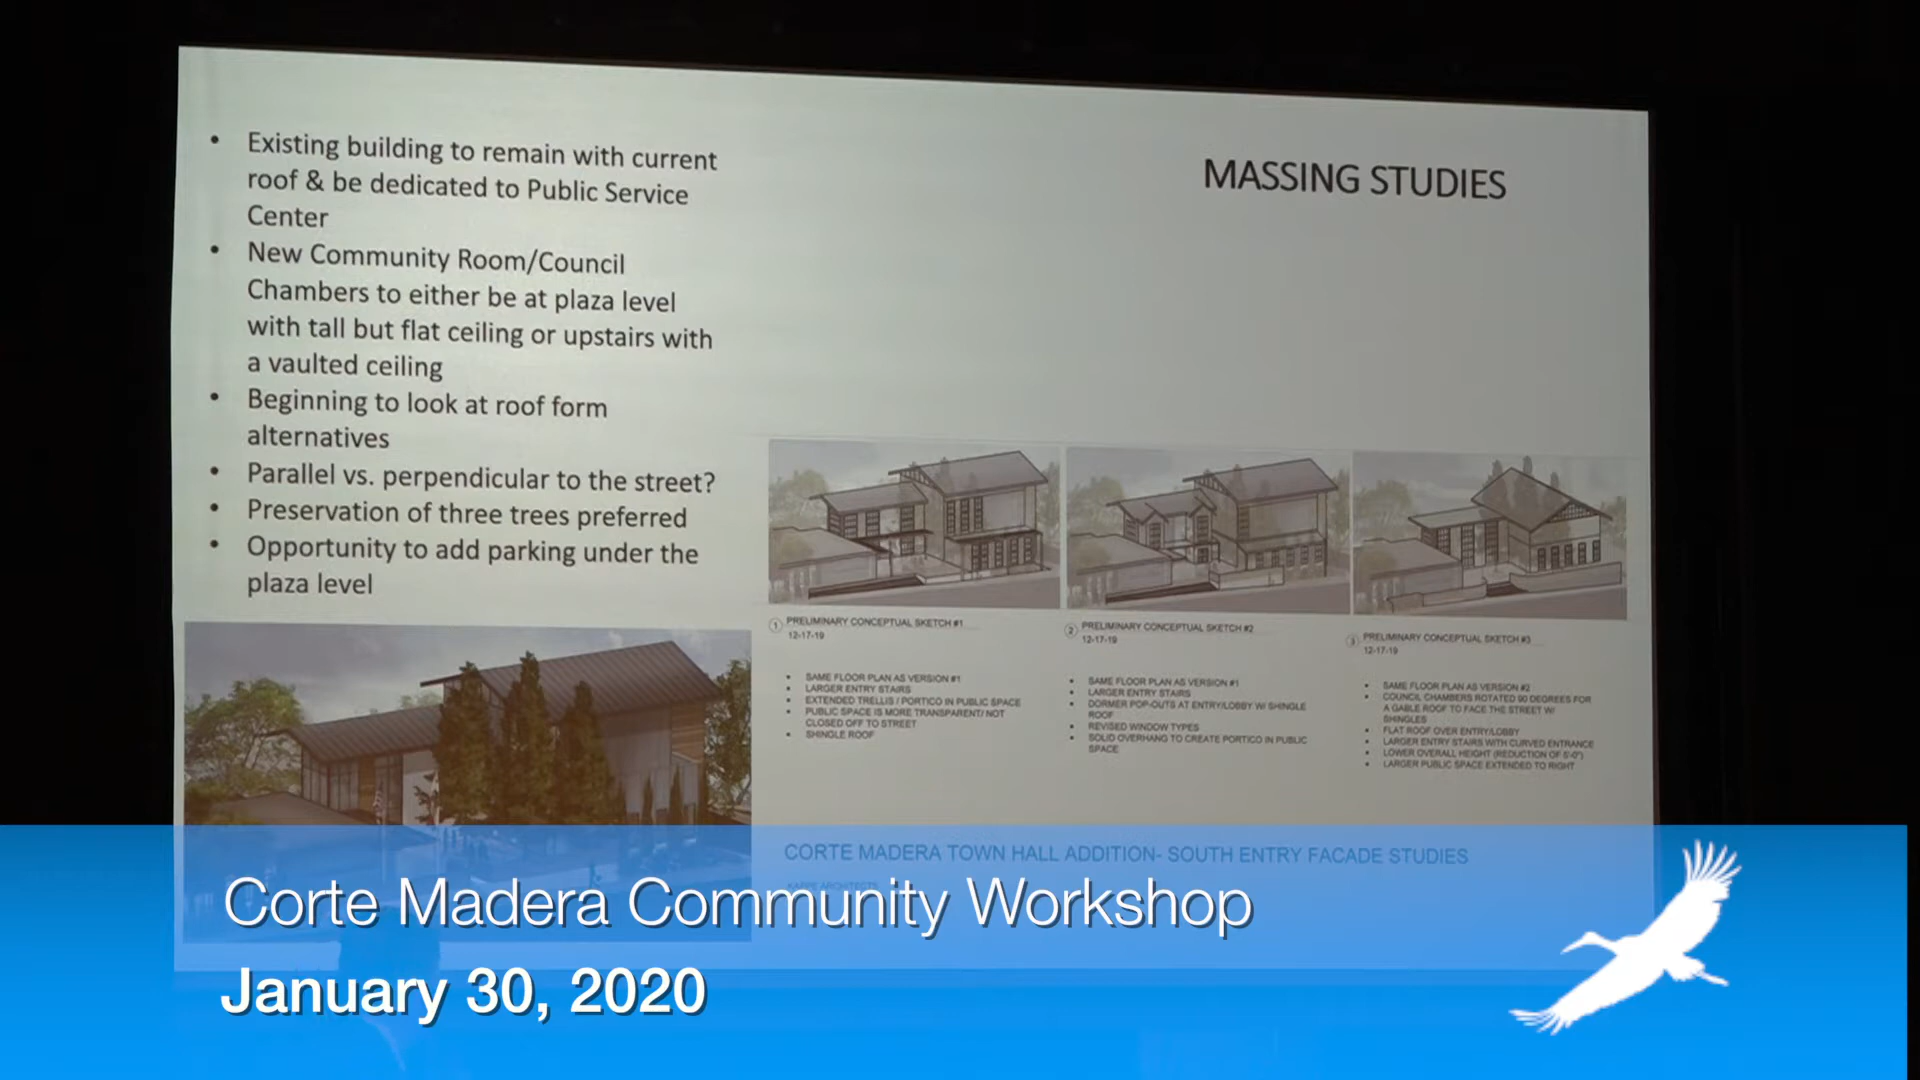 • Existing building to remain with current
roof & be dedicated to Public Service
Center
• New Community Room/Council
Chambers to either be at plaza level
with tall but flat ceiling or upstairs with
a vaulted ceiling
• Beginning to look at roof form
alternatives
• Parallel vs. perpendicular to the street?
• Preservation of three trees preferred
• Opportunity to add parking under the
plaza level
MASSING STUDIES
1 PRELIMINARY CONCEPTUAL SKETCH #1
12-17-19
• SAME FLOOR PLAN AS VERSION #1
• LARGER ENTRY STAIRS
• EXTENDED TRELLIS / PORTICO IN PUBLIC SPACE
• PUBLIC SPACE IS MORE TRANSPARENT/ NOT
CLOSED OFF TO STREET
• SHINGLE ROOF
2 PRELIMINARY CONCEPTUAL SKETCH #2
12-17-19
• SAME FLOOR PLAN AS VERSION #1
• LARGER ENTRY STAIRS
• DORMER POP-OUTS AT ENTRY/LOBBY W/ SHINGLE
ROOF
• REVISED WINDOW TYPES
• SOLID OVERHANG TO CREATE PORTICO IN PUBLIC
SPACE
3 PRELIMINARY CONCEPTUAL SKETCH #3
12-17-19
• SAME FLOOR PLAN AS VERSION #2
• COUNCIL CHAMBERS ROTATED 90 DEGREES FOR
A GABLE ROOF TO FACE THE STREET W/
SHINGLES
• FLAT ROOF OVER ENTRY/LOBBY
• LARGER ENTRY STAIRS WITH CURVED ENTRANCE
• LOWER OVERALL HEIGHT (REDUCTION OF 5'-0")
• LARGER PUBLIC SPACE EXTENDED TO RIGHT
CORTE MADERA TOWN HALL ADDITION- SOUTH ENTRY FACADE STUDIES
KAPPE ARCHITECTS
Corte Madera Community Workshop
January 30, 2020